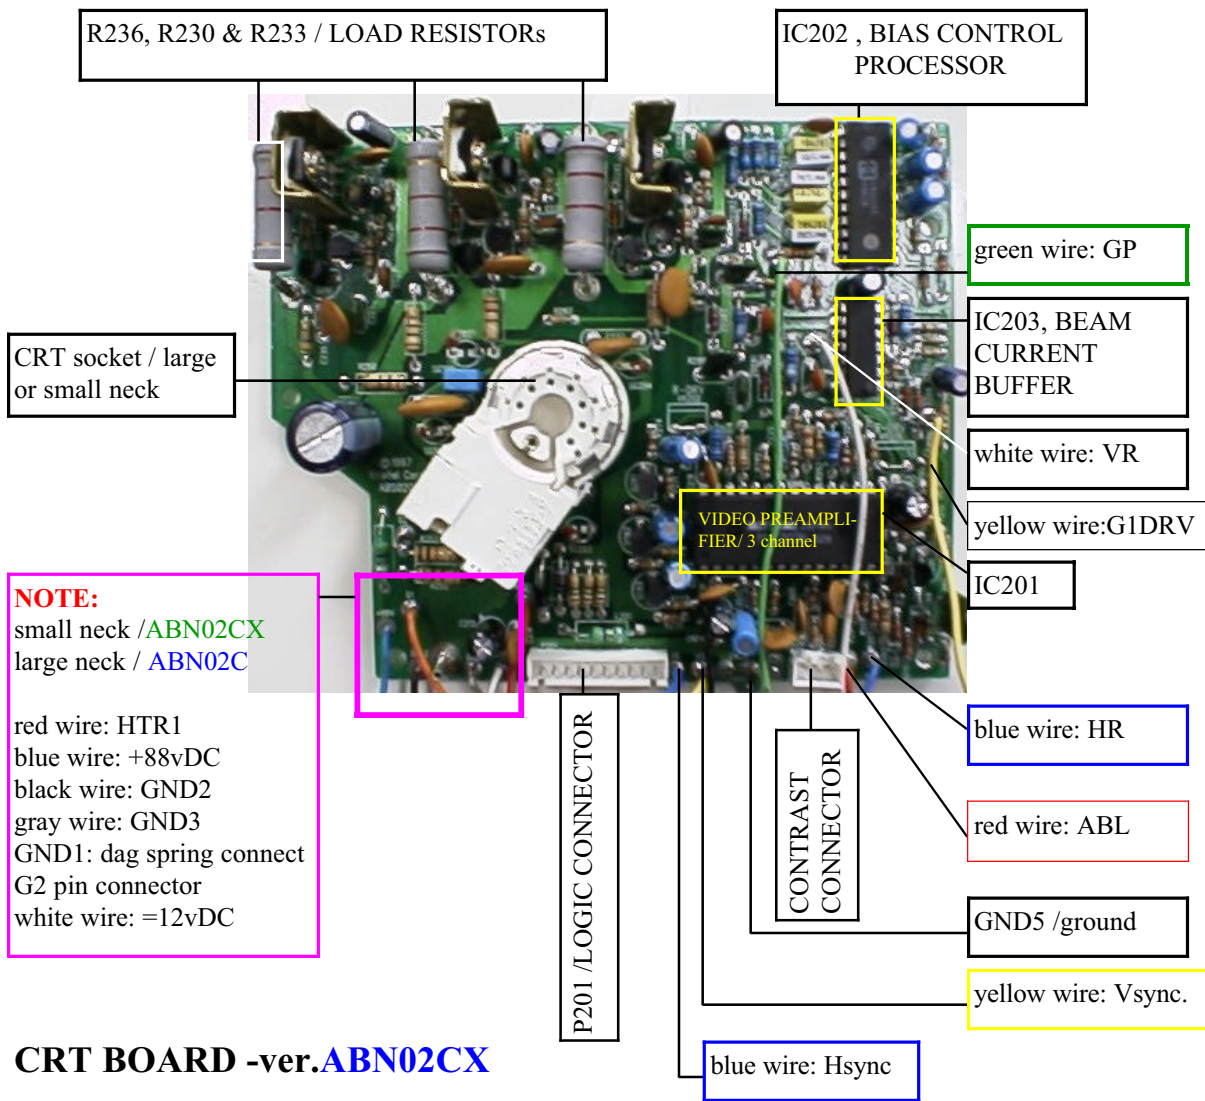 R236, R230 & R233 / LOAD RESISTORs
IC202 , BIAS CONTROL
PROCESSOR
green wire: GP
IC203, BEAM
CURRENT
BUFFER
CRT socket / large
or small neck
white wire: VR
VIDEO PREAMPLI-
FIER/ 3 channel
yellow wire:G1DRV
IC201
NOTE:
small neck /ABN02CX
large neck / ABN02C
red wire: HTR1
blue wire: +88vDC
black wire: GND2
gray wire: GND3
GND1: dag spring connect
G2 pin connector
white wire: =12vDC
P201 /LOGIC CONNECTOR
CONTRAST
CONNECTOR
blue wire: HR
red wire: ABL
GND5 /ground
yellow wire: Vsync.
blue wire: Hsync
CRT BOARD -ver.ABN02CX